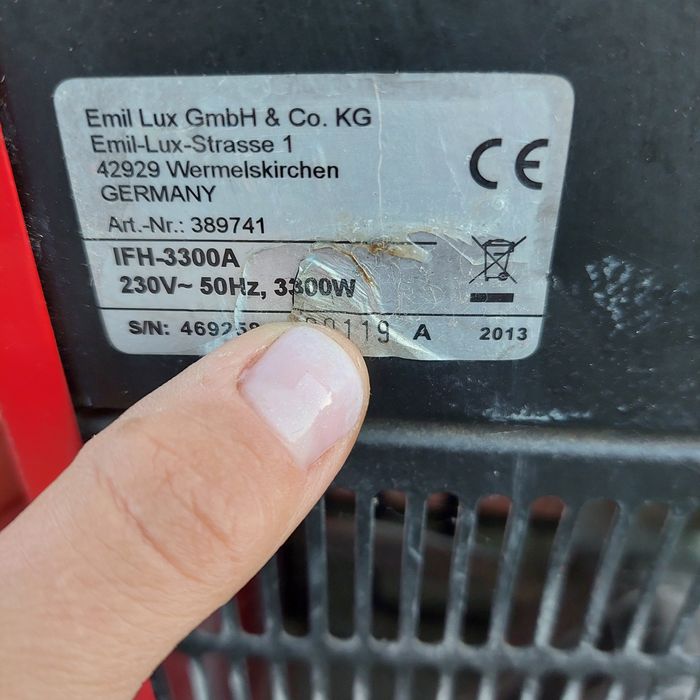 Emil Lux GmbH & Co. KG
Emil-Lux-Strasse 1
42929 Wermelskirchen
GERMANY
CE
Art.-Nr.: 389741
IFH-3300A
230V~ 50Hz, 3300W
S/N: A 2013